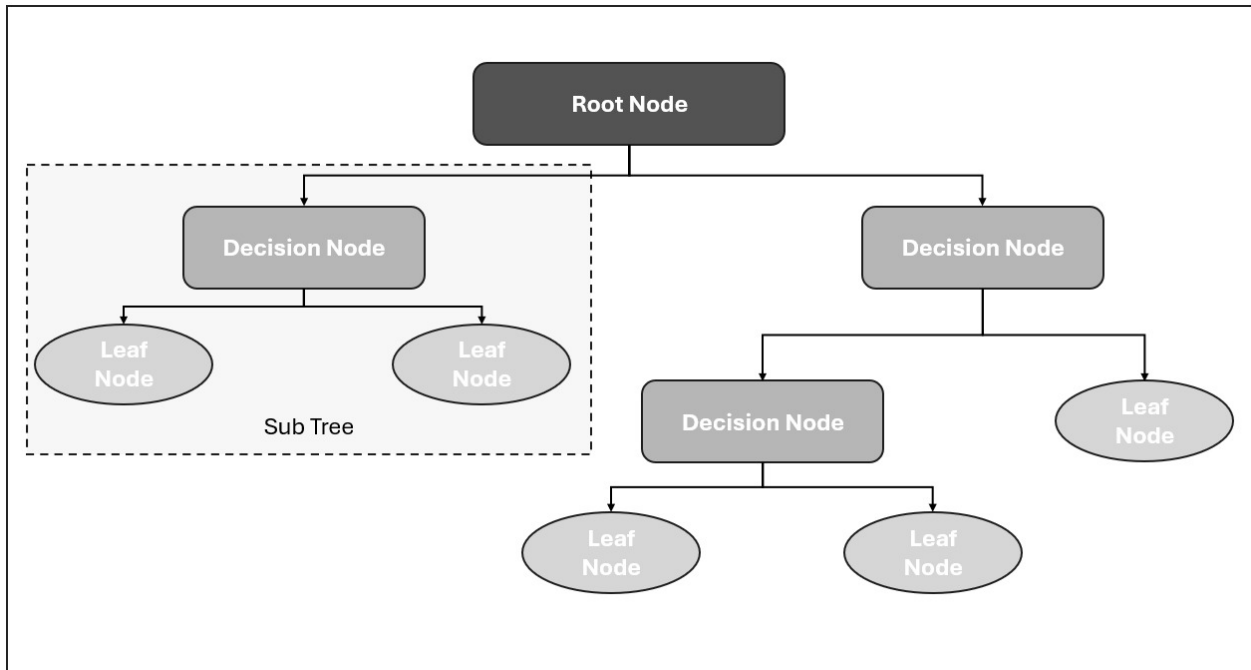 Root Node
Decision Node
Decision Node
Leaf
Node
Leaf
Node
Sub Tree
Decision Node
Leaf
Node
Leaf
Node
Leaf
Node